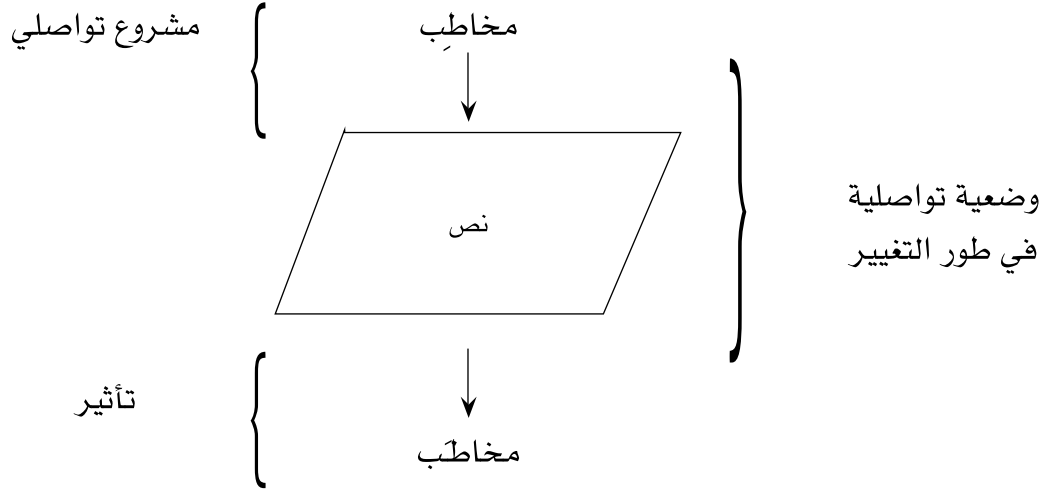 مخاطِب
مشروع تواصلي
نص
وضعية تواصلية
في طور التغيير
تأثير
مخاطَب